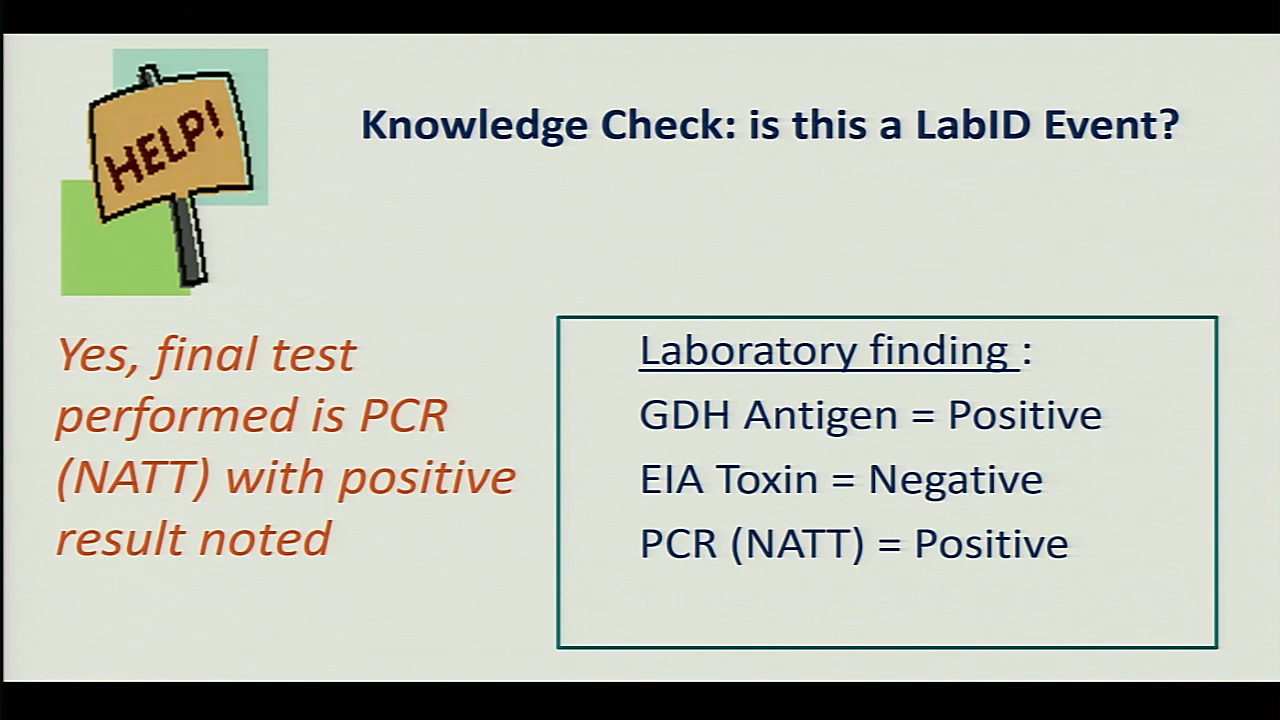 HELP!
Knowledge Check: is this a LabID Event?
Yes, final test
performed is PCR
(NATT) with positive
result noted
Laboratory finding :
GDH Antigen = Positive
EIA Toxin = Negative
PCR (NATT) = Positive